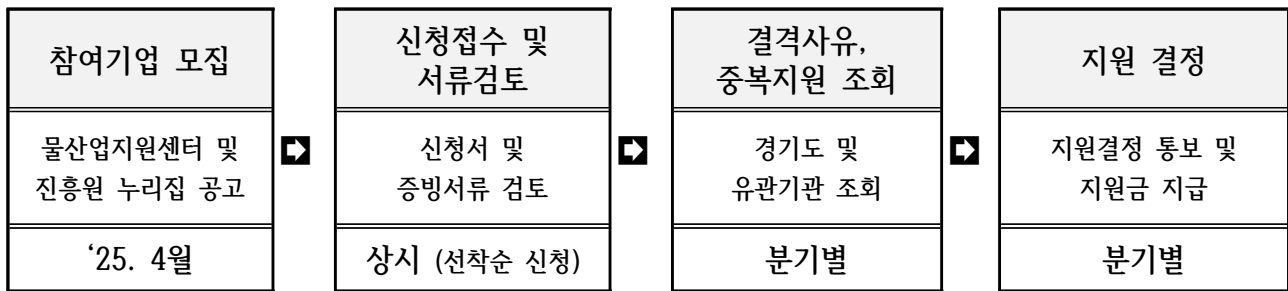 참여기업 모집
물산업지원센터 및
진흥원 누리집 공고
‘25. 4월
신청접수 및
서류검토
신청서 및
증빙서류 검토
상시 (선착순 신청)
결격사유,
중복지원 조회
경기도 및
유관기관 조회
분기별
지원 결정
지원결정 통보 및
지원금 지급
분기별